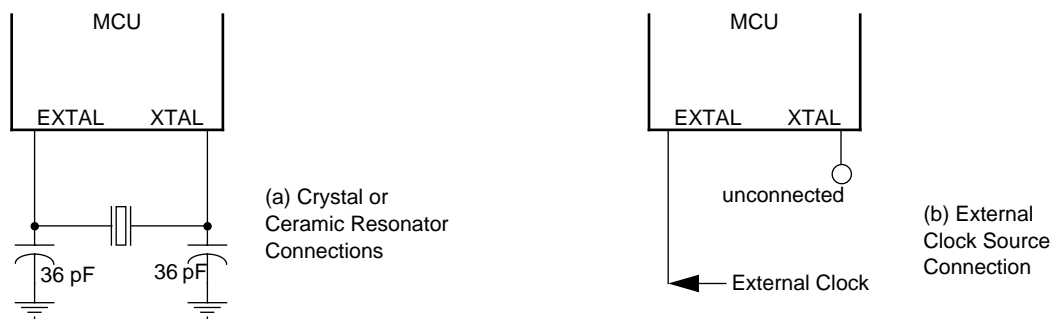 MCU
EXTAL XTAL
(a) Crystal or
Ceramic Resonator
Connections
36 pF
36 pF
MCU
EXTAL XTAL
unconnected
External Clock
(b) External
Clock Source
Connection